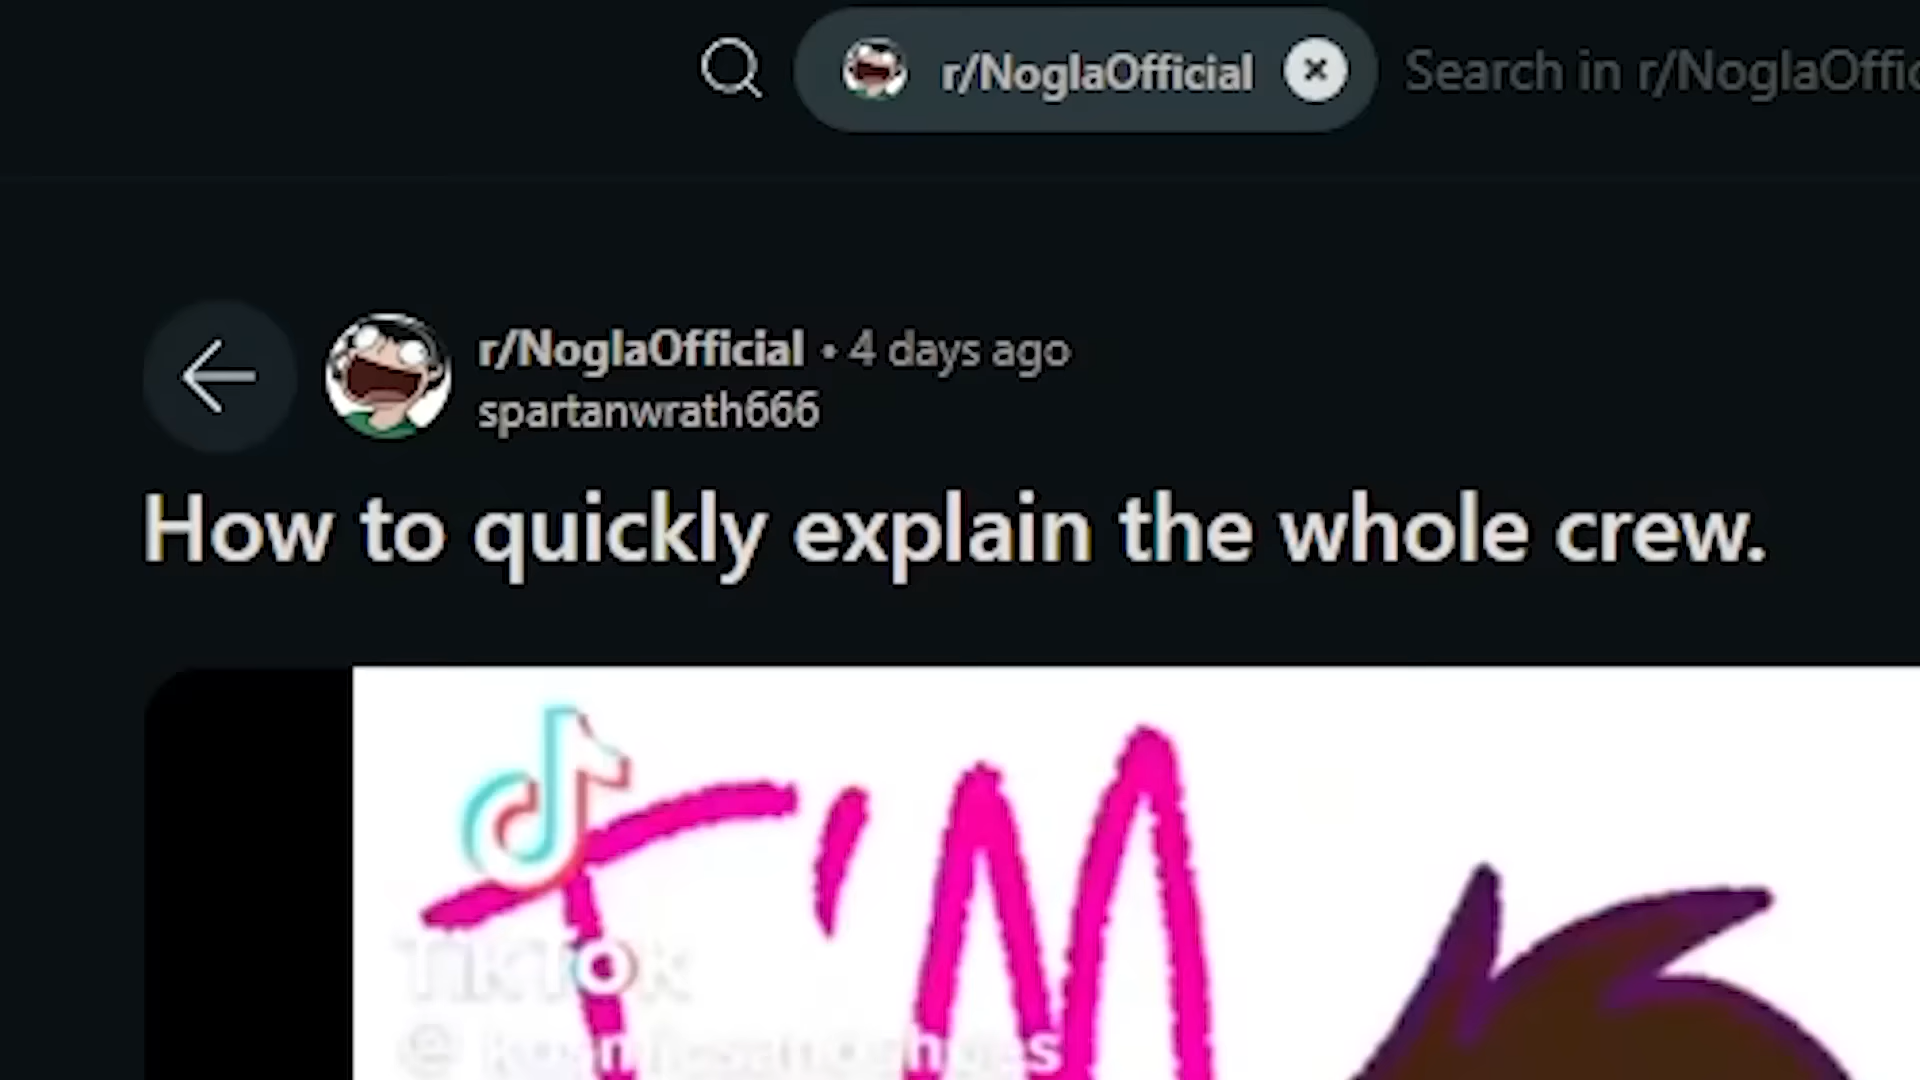 r/NoglaOfficial
Search in r/NoglaOffic
r/NoglaOfficial • 4 days ago
spartanwrath666
How to quickly explain the whole crew.
I'M
TikTok